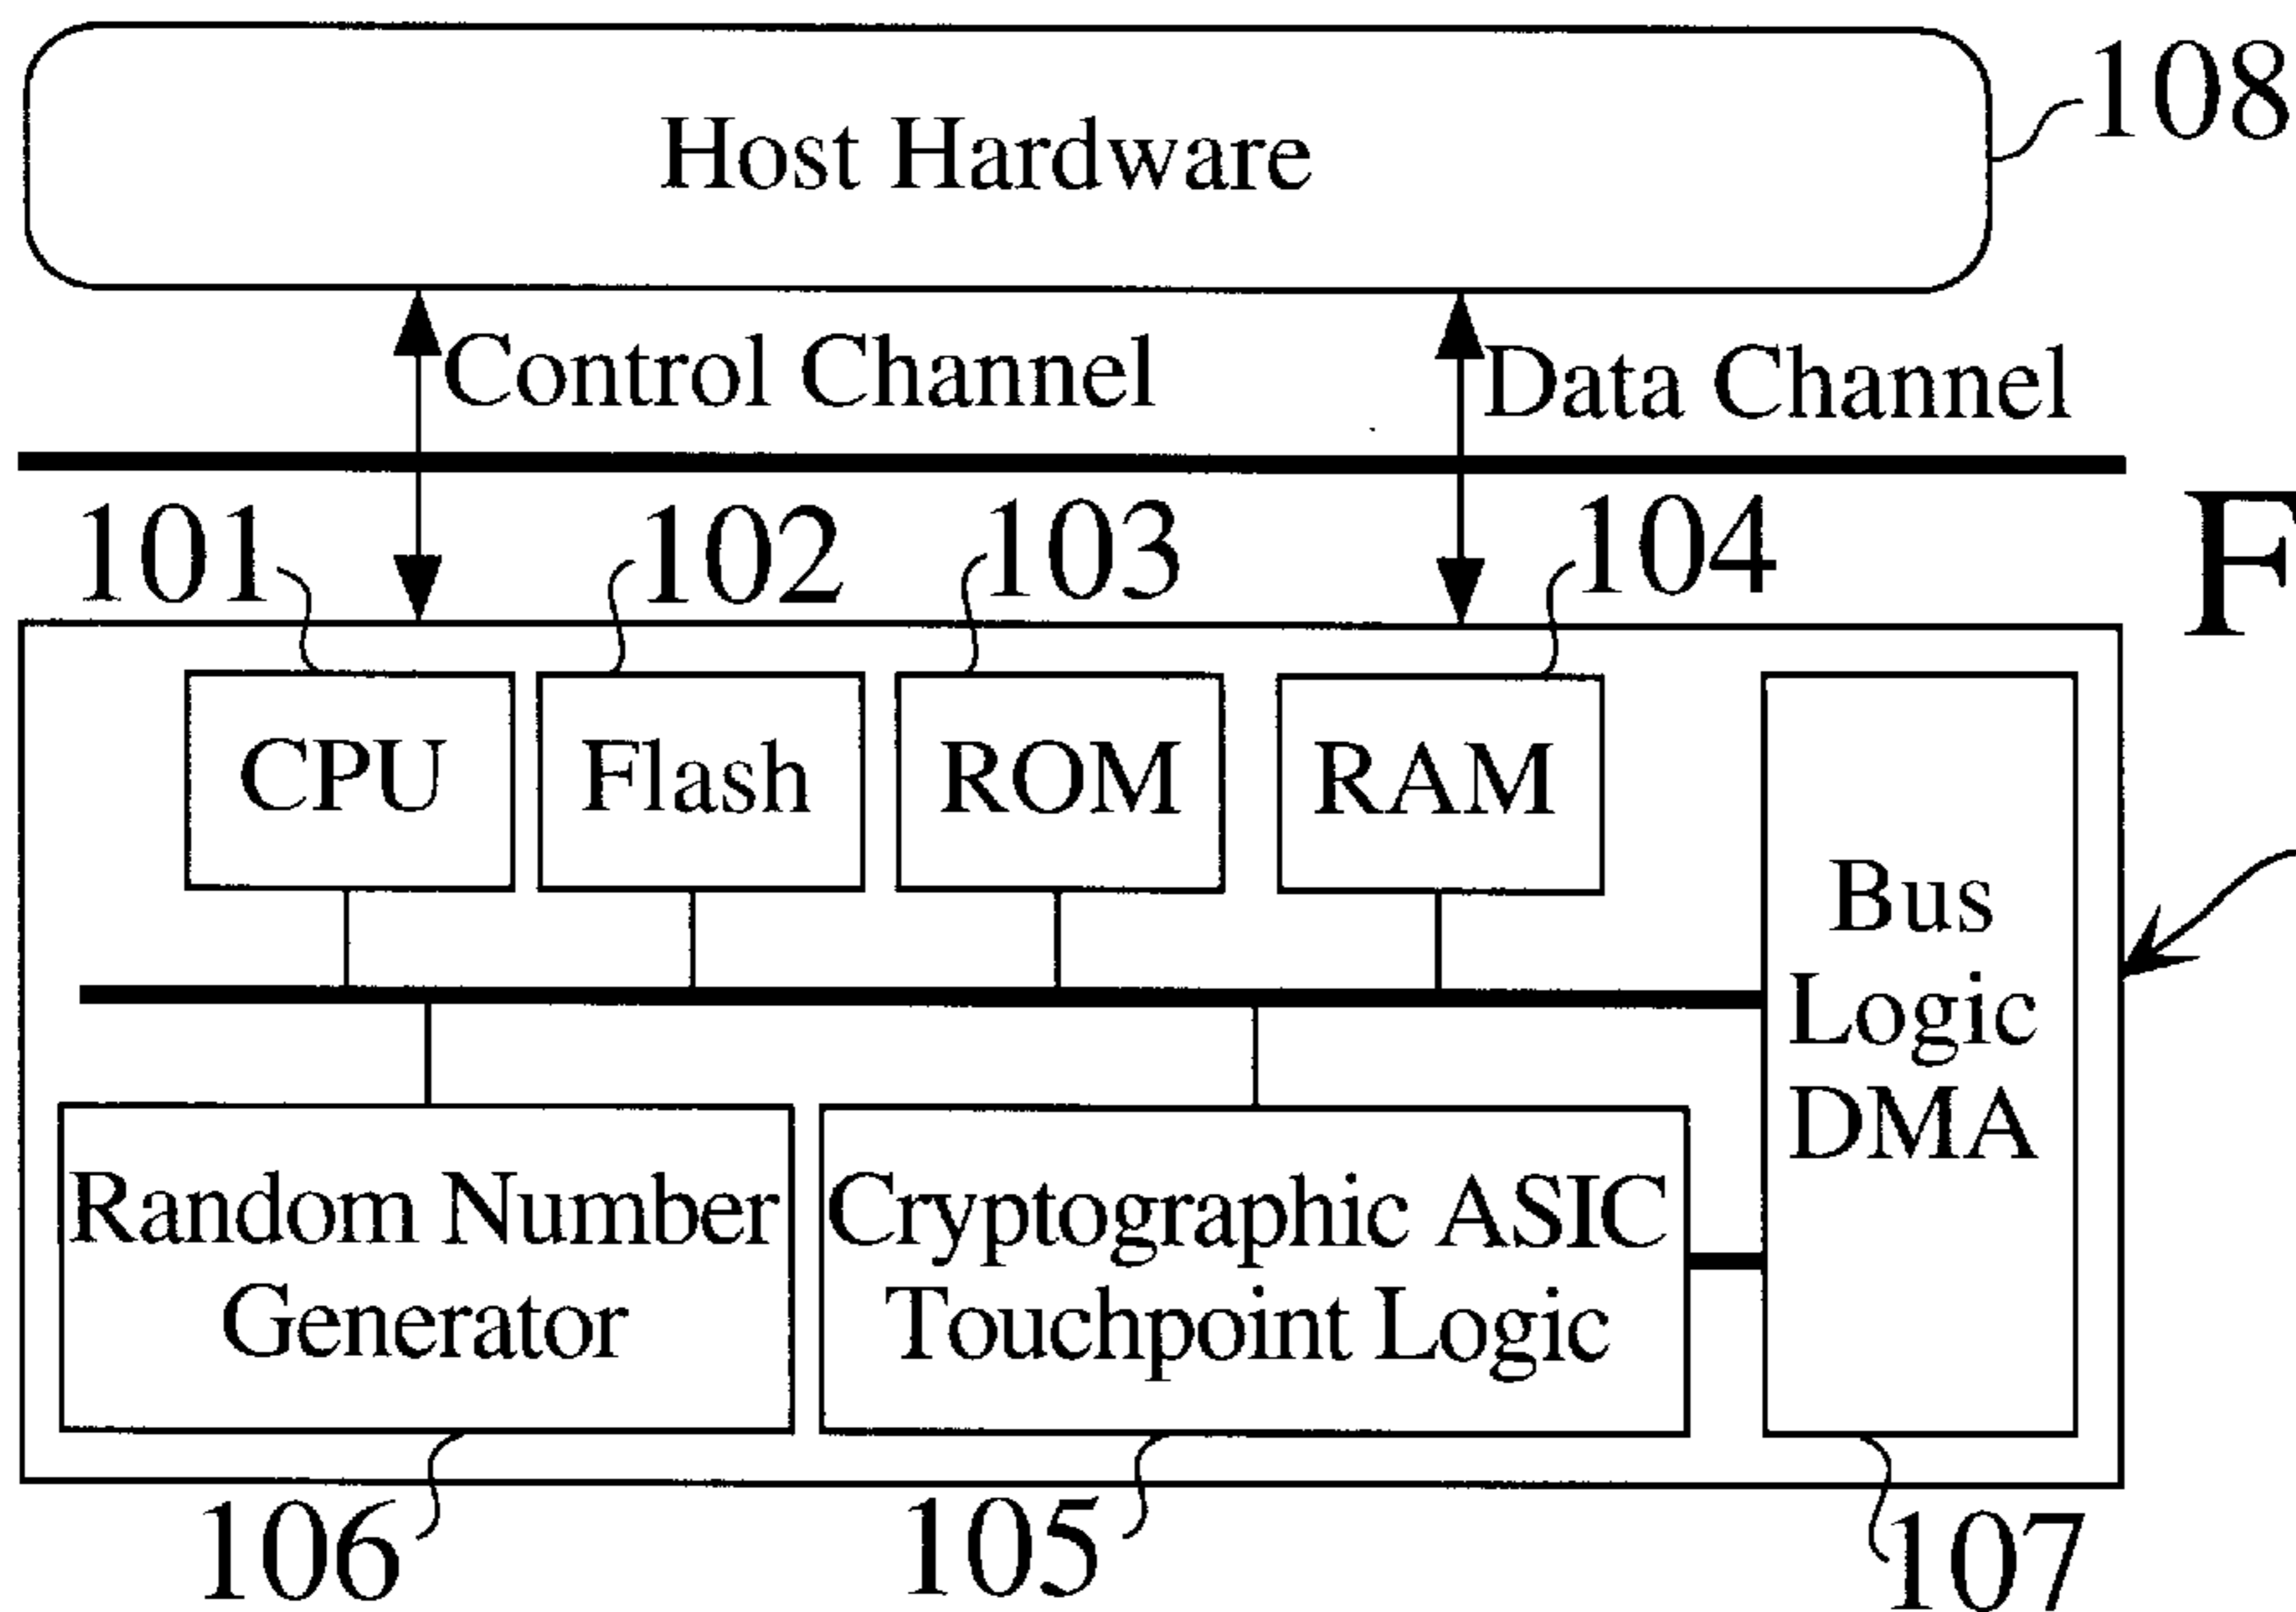 Host Hardware
108
Control Channel
Data Channel
101
102
103
104
F
CPU
Flash
ROM
RAM
Bus
Logic
DMA
Random Number
Generator
Cryptographic ASIC
Touchpoint Logic
106
105
107